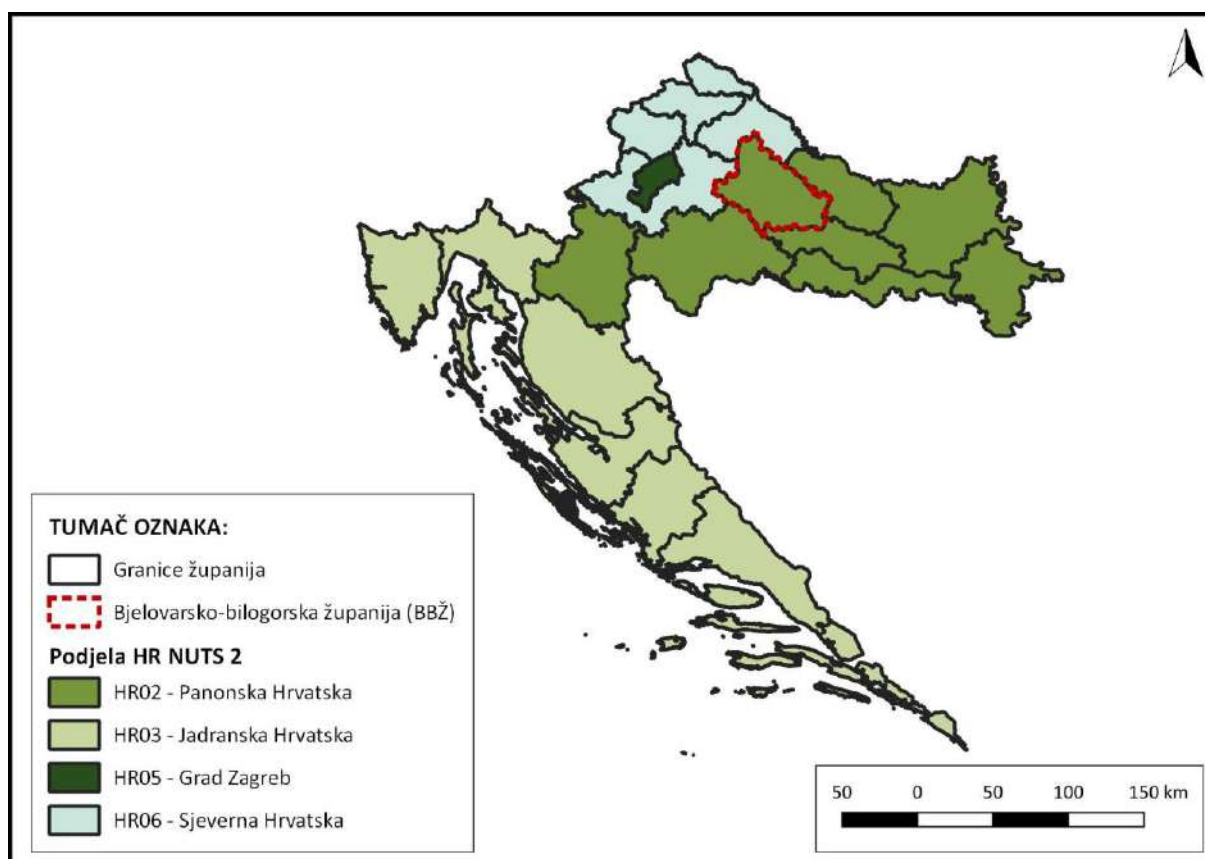 TUMAČ OZNAKA:
Granice županija
Bjelovarsko-bilogorska županija (BBŽ)
Podjela HR NUTS 2
HR02 - Panonska Hrvatska
HR03 - Jadranska Hrvatska
HR05 - Grad Zagreb
HR06 - Sjeverna Hrvatska
50 0 50 100 150 km